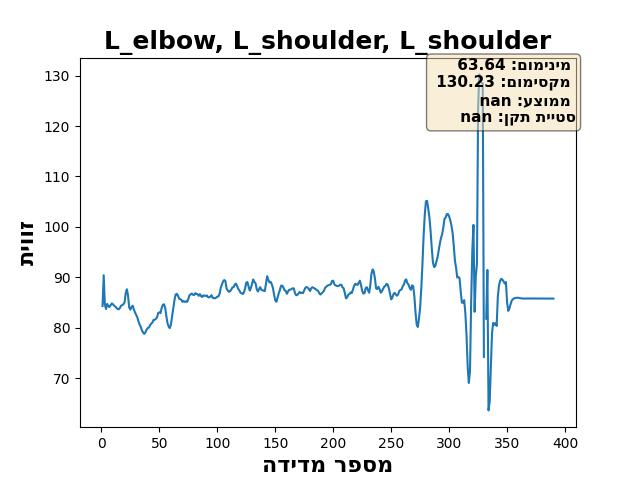 L_elbow, L_shoulder, L_shoulder
מינימום: 63.64
מקסימום: 130.23
ממוצע: nan
סטיית תקן: nan
130
120
110
100
90
80
70
זווית
0 50 100 150 200 250 300 350 400
מספר מדידה